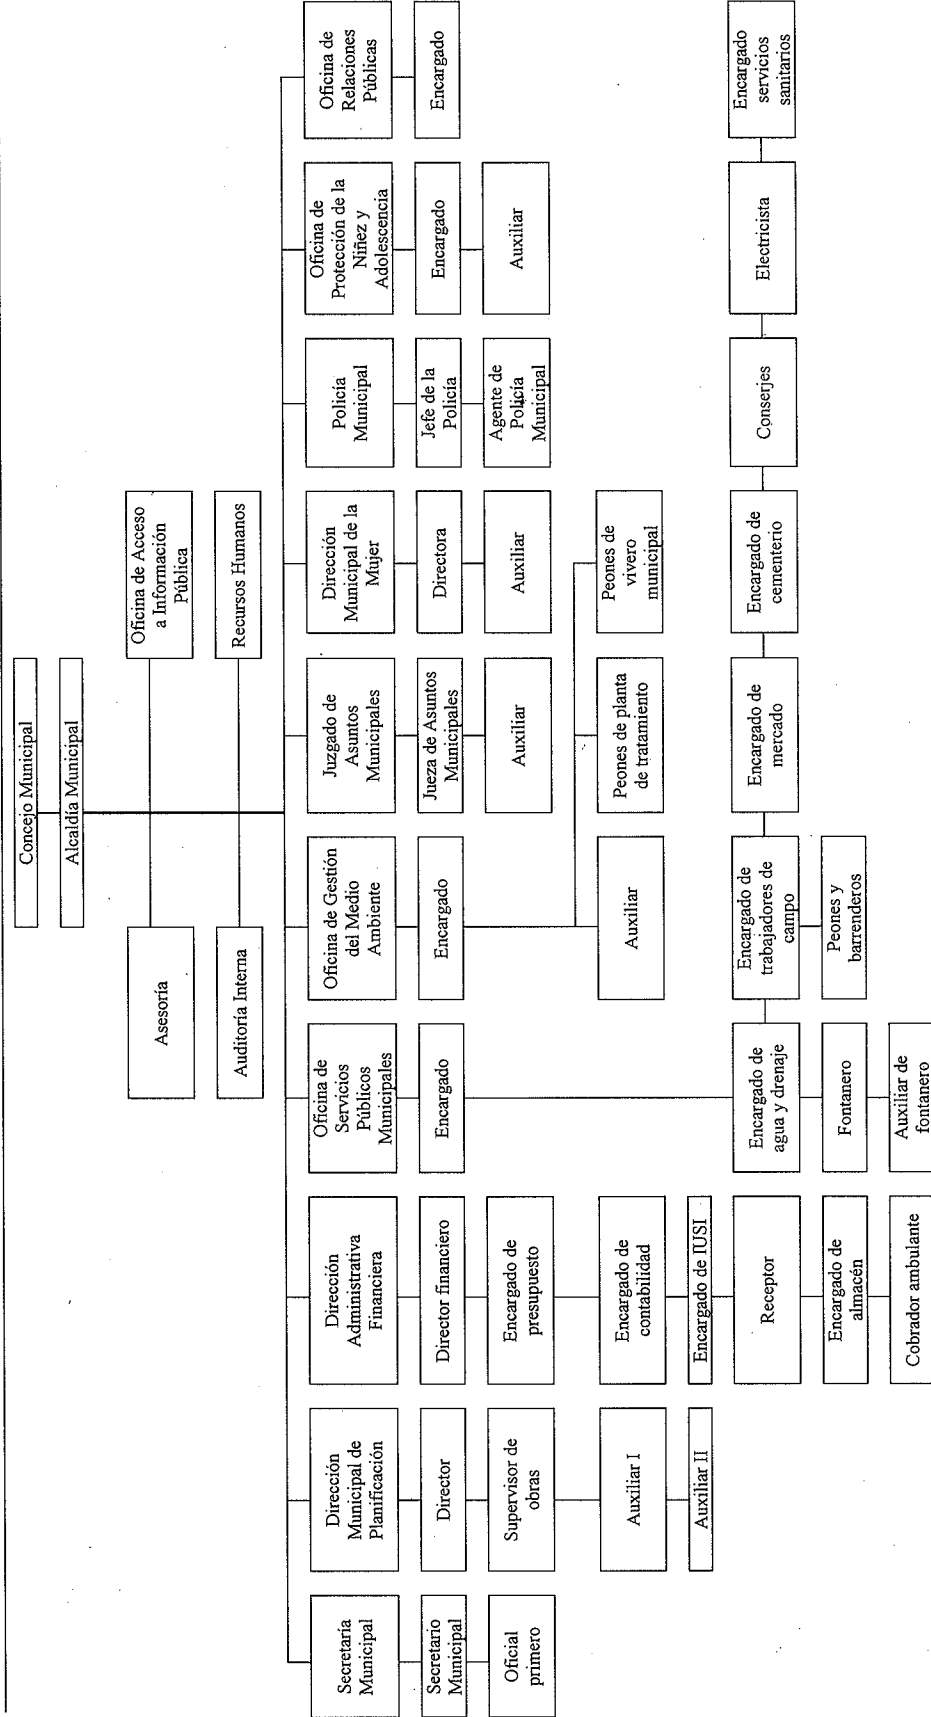 Concejo Municipal
Alcaldía Municipal
Asesoría
Oficina de Acceso
a Información
Pública
Auditoría Interna
Recursos Humanos
Secretaría
Municipal
Secretario
Municipal
Oficial
primero
Dirección
Municipal de
Planificación
Director
Supervisor de
obras
Auxiliar I
Auxiliar II
Dirección
Administrativa
Financiera
Director financiero
Encargado de
presupuesto
Encargado de
contabilidad
Encargado de IUSI
Receptor
Encargado de
almacén
Cobrador ambulante
Oficina de
Servicios
Públicos
Municipales
Encargado
Encargado de
agua y drenaje
Fontanero
Auxiliar de
fontanero
Encargado de
trabajadores de
campo
Peones y
barrenderos
Encargado de
mercado
Encargado de
cementerio
Conserjes
Electricista
Encargado
servicios
sanitarios
Oficina de Gestión
del Medio
Ambiente
Encargado
Auxiliar
Peones de planta
de tratamiento
Peones de
vivero
municipal
Juzgado de
Asuntos
Municipales
Jueza de Asuntos
Municipales
Auxiliar
Dirección
Municipal de la
Mujer
Directora
Auxiliar
Policía
Municipal
Jefe de la
Policía
Agente de
Policía
Municipal
Oficina de
Protección de la
Niñez y
Adolescencia
Encargado
Auxiliar
Oficina de
Relaciones
Públicas
Encargado